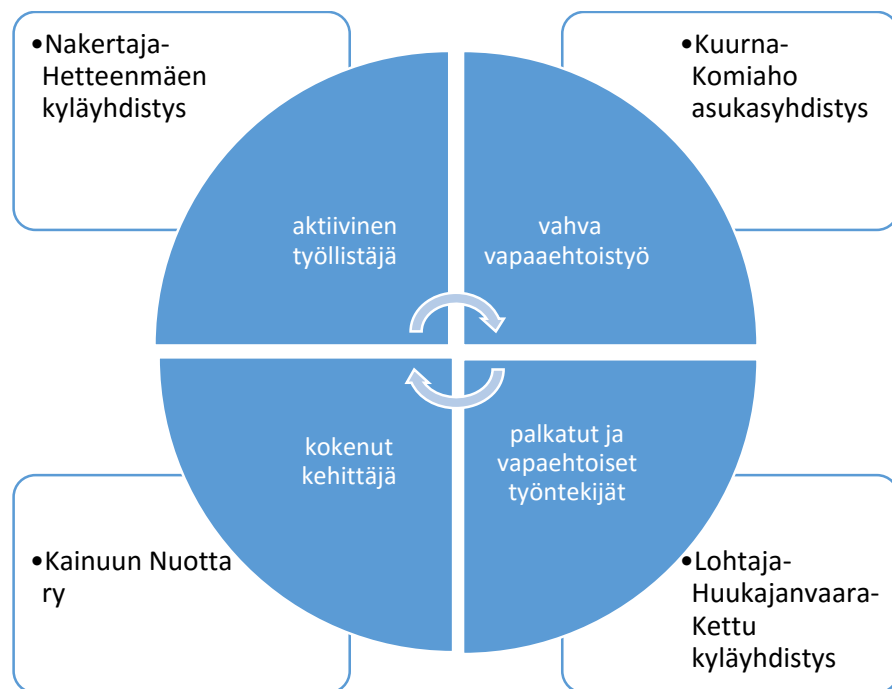 •Nakertaja-
Hetteenmäen
kyläyhdistys
•Kuurna-
Komiaho
asukasyhdistys
aktiivinen
työllistäjä
vahva
vapaaehtoistyö
kokenut
kehittäjä
palkatut ja
vapaehtoiset
työntekijät
•Kainuun Nuotta
ry
•Lohtaja-
Huukajanvaara-
Kettu
kyläyhdistys